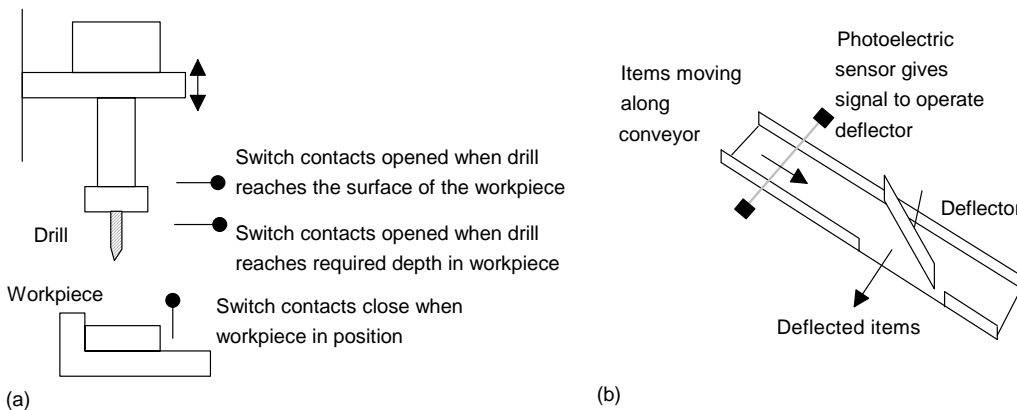 Switch contacts opened when drill
reaches the surface of the workpiece
Drill
Switch contacts opened when drill
reaches required depth in workpiece
Workpiece
Switch contacts close when
workpiece in position
(a)
Items moving
along
conveyor
Photoelectric
sensor gives
signal to operate
deflector
Deflector
Deflected items
(b)